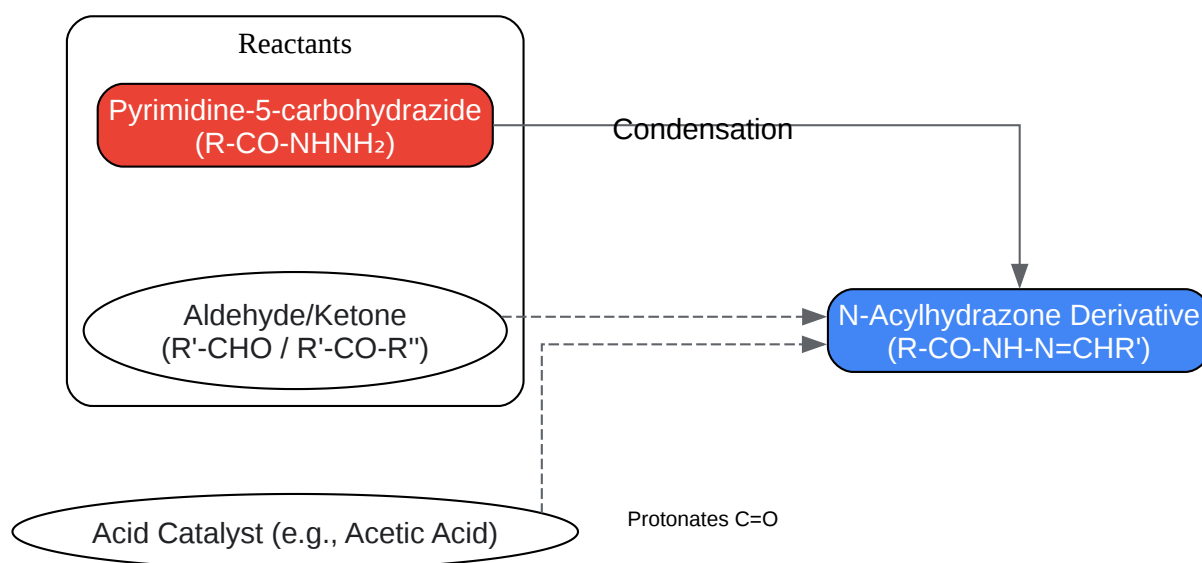 Reactants
Pyrimidine-5-carbohydrazide
(R-CO-NHNH₂)
Condensation
Aldehyde/Ketone
(R'-CHO / R'-CO-R")
N-Acylhydrazone Derivative
(R-CO-NH-N=CHR')
Acid Catalyst (e.g., Acetic Acid)
Protonates C=O